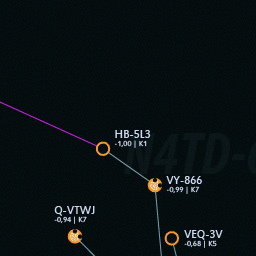 HB-5L3
-1,00 | K1
N4TD-
VY-866
-0,99 | K7
Q-VTWJ
-0,94 | K7
VEQ-3V
-0,68 | K5